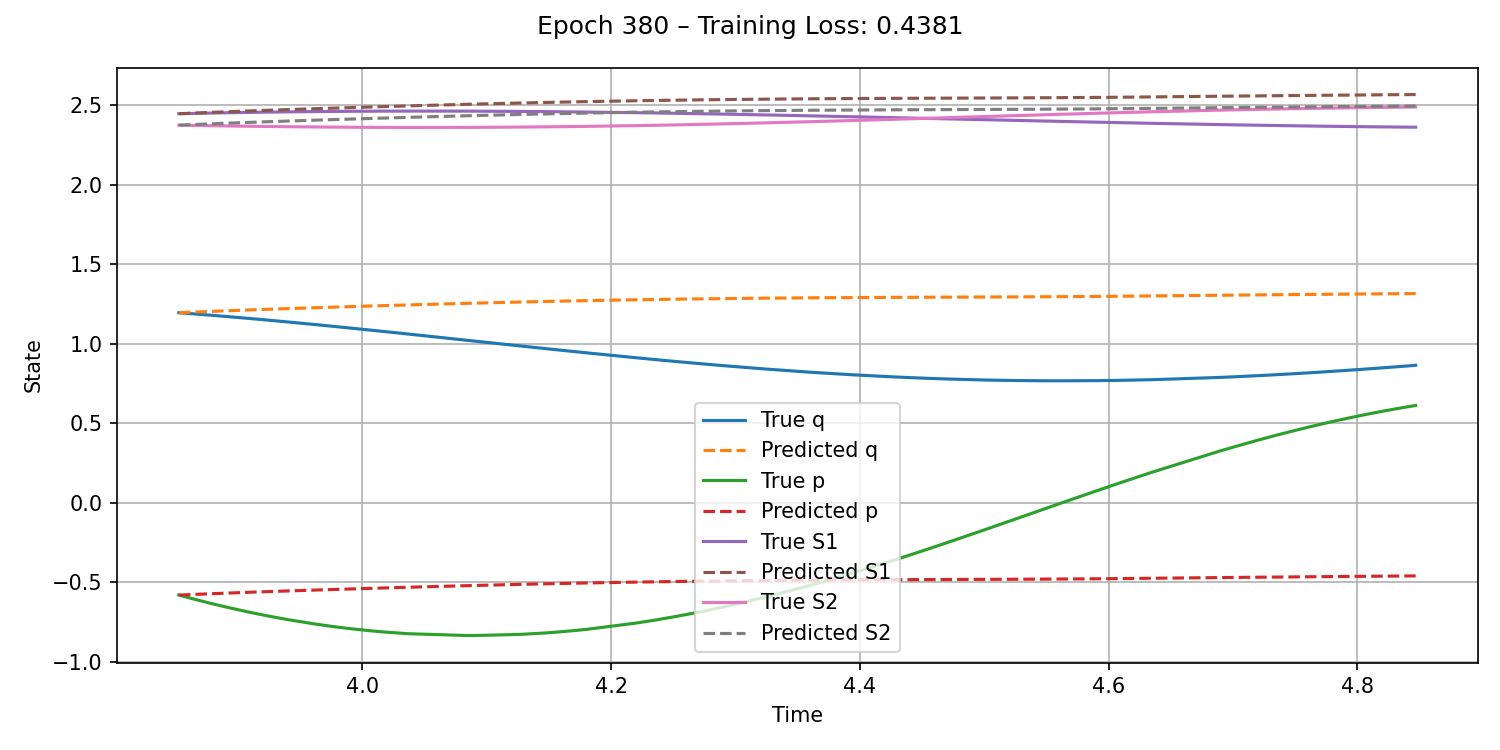 Epoch 380 – Training Loss: 0.4381
State
2.5
2.0
1.5
1.0
0.5
0.0
−0.5
−1.0
True q
Predicted q
True p
Predicted p
True S1
Predicted S1
True S2
Predicted S2
4.0 4.2 4.4 4.6 4.8
Time